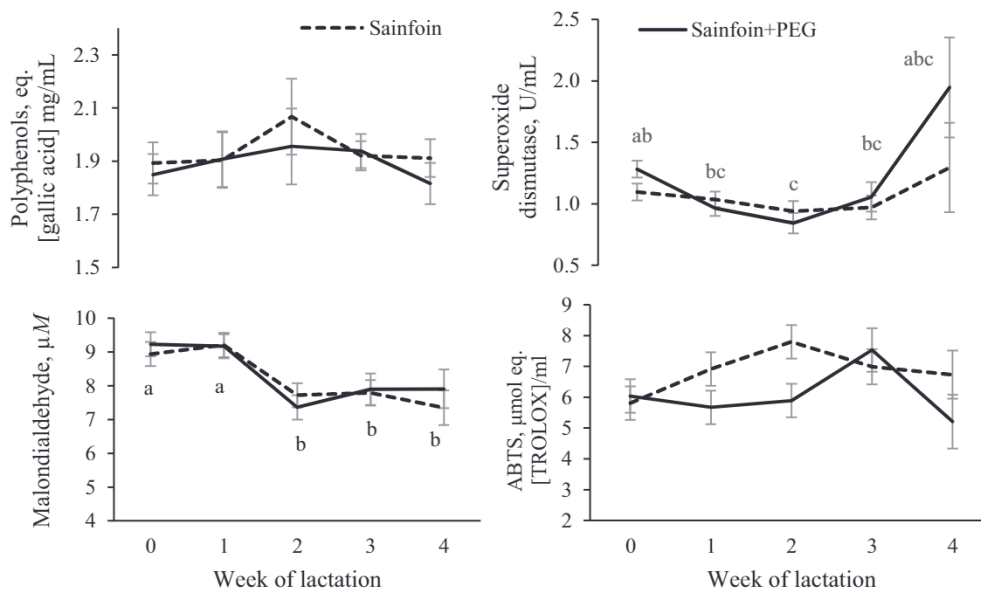 Sainfoin
Polyphenols, eq.
[gallic acid] mg/mL
2.3
2.1
1.9
1.7
1.5
Sainfoin+PEG
Superoxide
dismutase, U/mL
2.5
2.0
1.5
1.0
0.5
ab
bc
c
bc
abc
Malondialdehyde, µM
10
9
8
7
6
5
4
a
a
b
b
b
0 1 2 3 4
Week of lactation
ABTS, µmol eq.
[TROLOX]/ml
9
8
7
6
5
4
3
2
0 1 2 3 4
Week of lactation